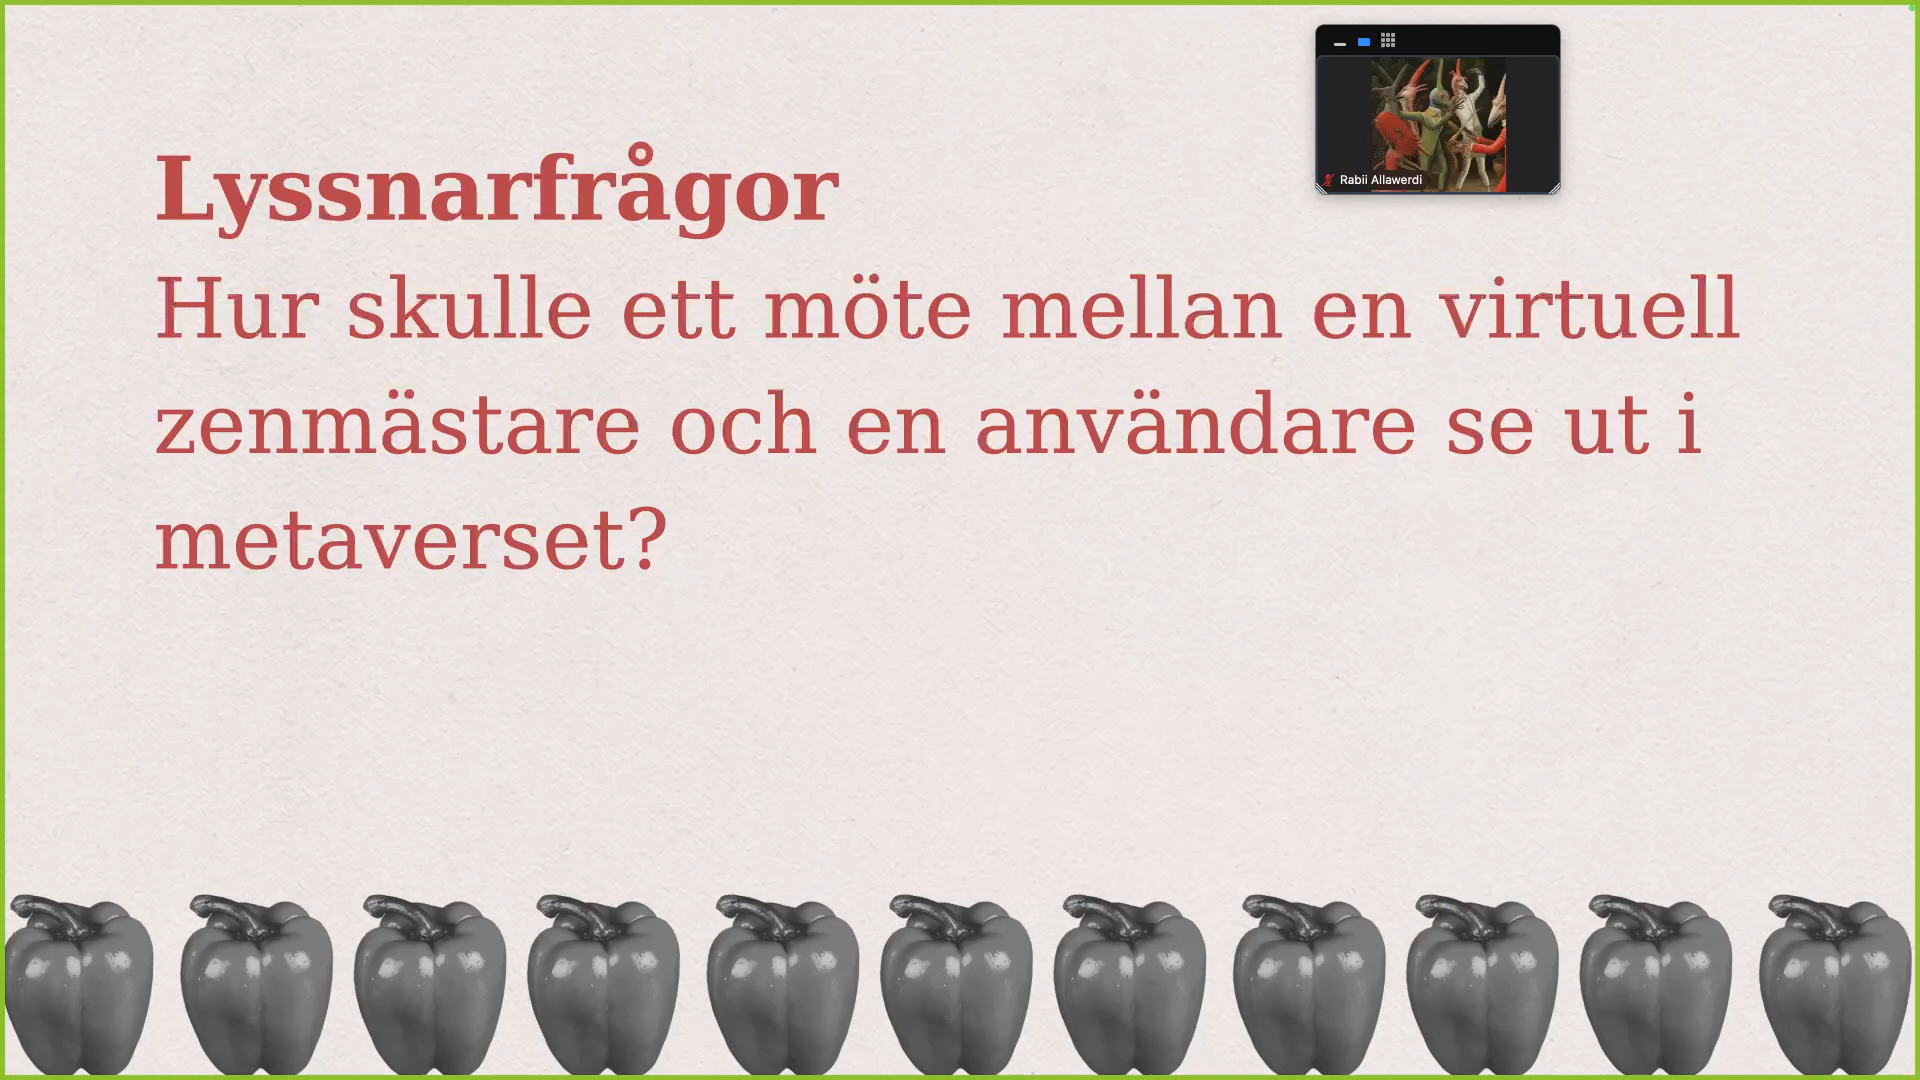 Rabii Allawerdi
Lyssnarfrågor
Hur skulle ett möte mellan en virtuell
zenmästare och en användare se ut i
metaverset?